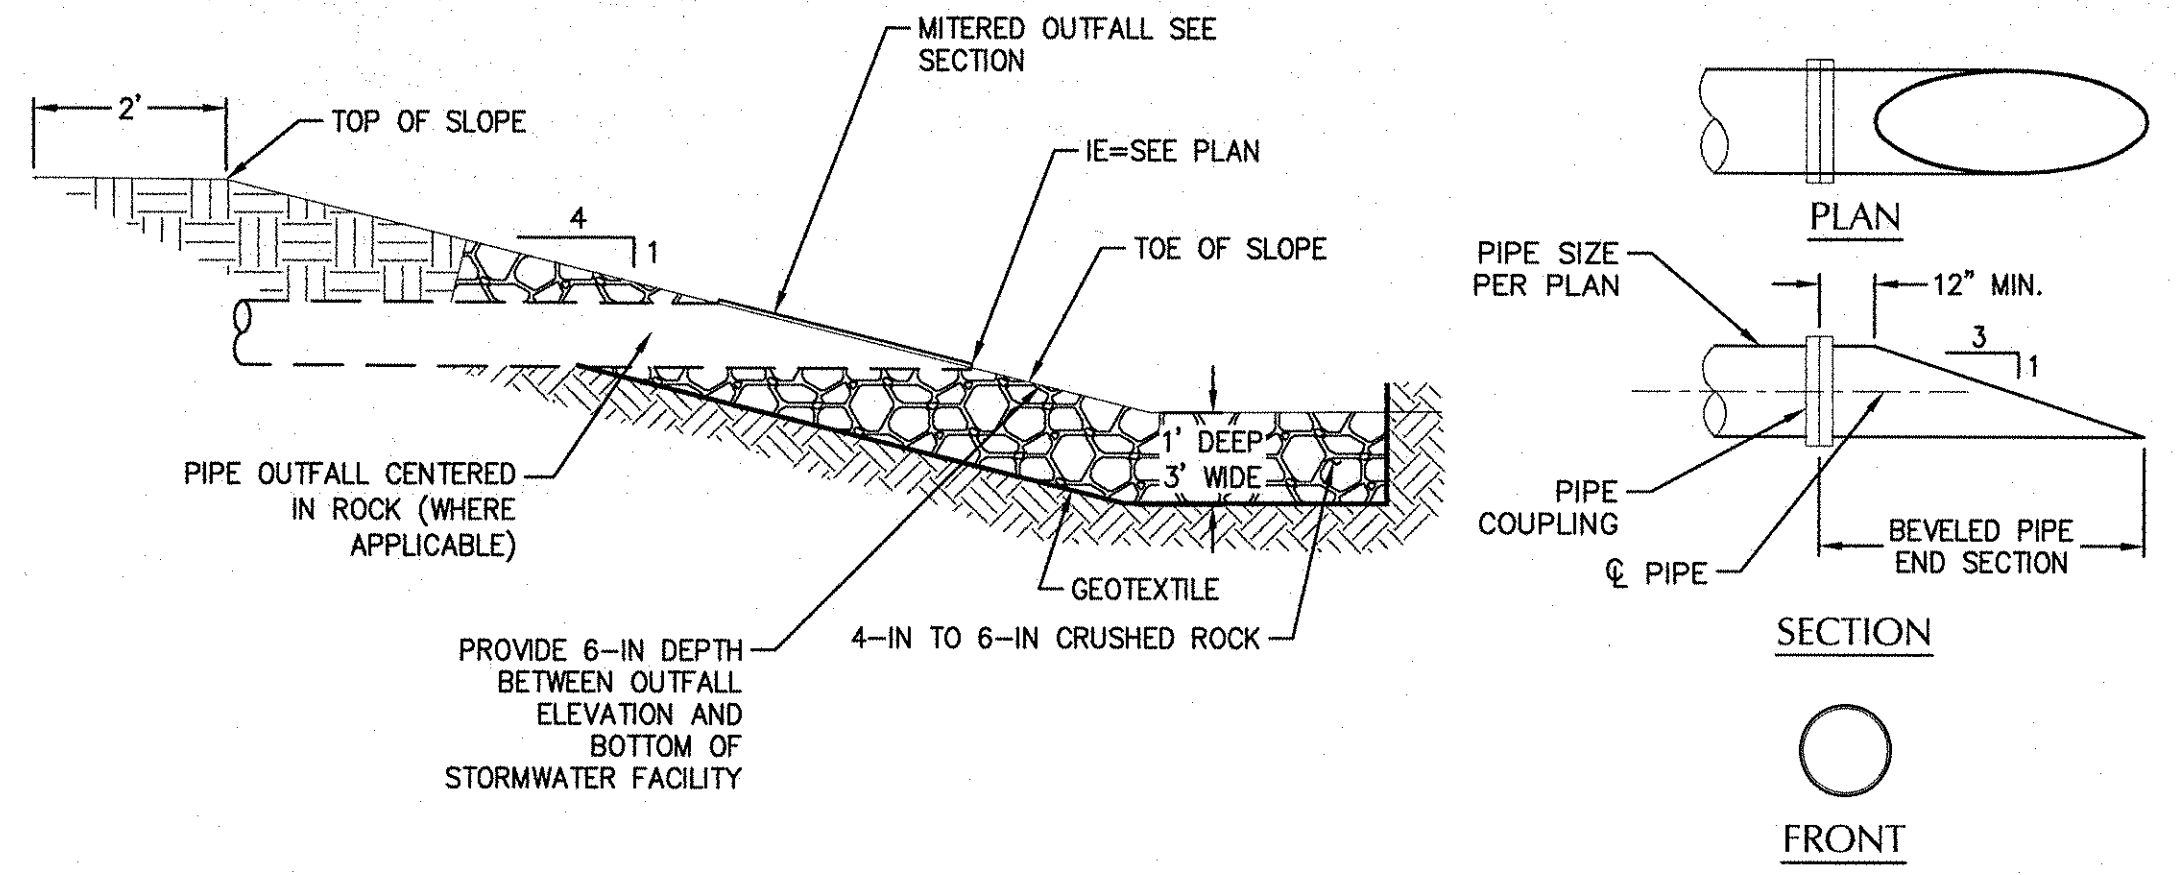 MITERED OUTFALL SEE
SECTION
2'
TOP OF SLOPE
IE=SEE PLAN
4
1
TOE OF SLOPE
1' DEEP
3' WIDE
PIPE OUTFALL CENTERED
IN ROCK (WHERE
APPLICABLE)
GEOTEXTILE
4-IN TO 6-IN CRUSHED ROCK
PROVIDE 6-IN DEPTH
BETWEEN OUTFALL
ELEVATION AND
BOTTOM OF
STORMWATER FACILITY
PLAN
PIPE SIZE
PER PLAN
12" MIN.
3
1
PIPE
COUPLING
℄ PIPE
BEVELED PIPE
END SECTION
SECTION
FRONT